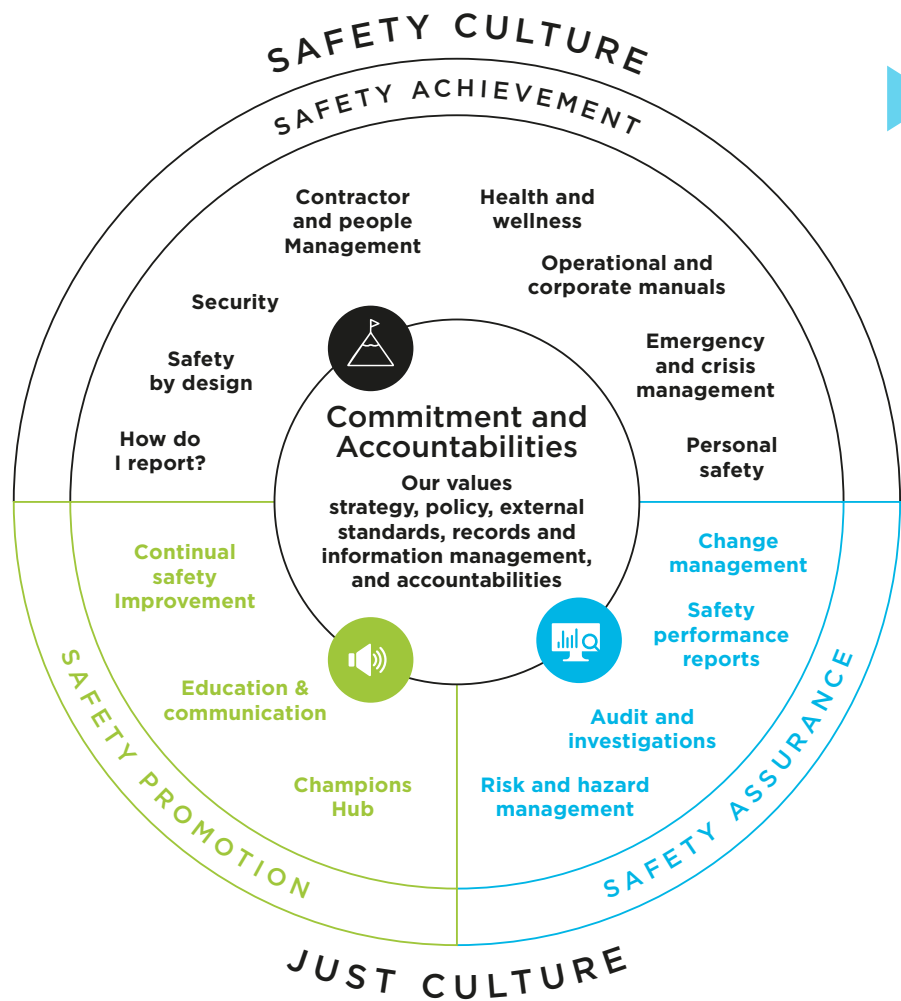 SAFETY CULTURE
SAFETY ACHIEVEMENT
Contractor
and people
Management
Health and
wellness
Operational and
corporate manuals
Security
Emergency
and crisis
management
Safety
by design
How do
I report?
Personal
safety
Commitment and
Accountabilities
Our values
strategy, policy, external
standards, records and
information management,
and accountabilities
Continual
safety
Improvement
Education &
communication
Champions
Hub
SAFETY PROMOTION
Change
management
Safety
performance
reports
Audit and
investigations
Risk and hazard
management
SAFETY ASSURANCE
JUST CULTURE